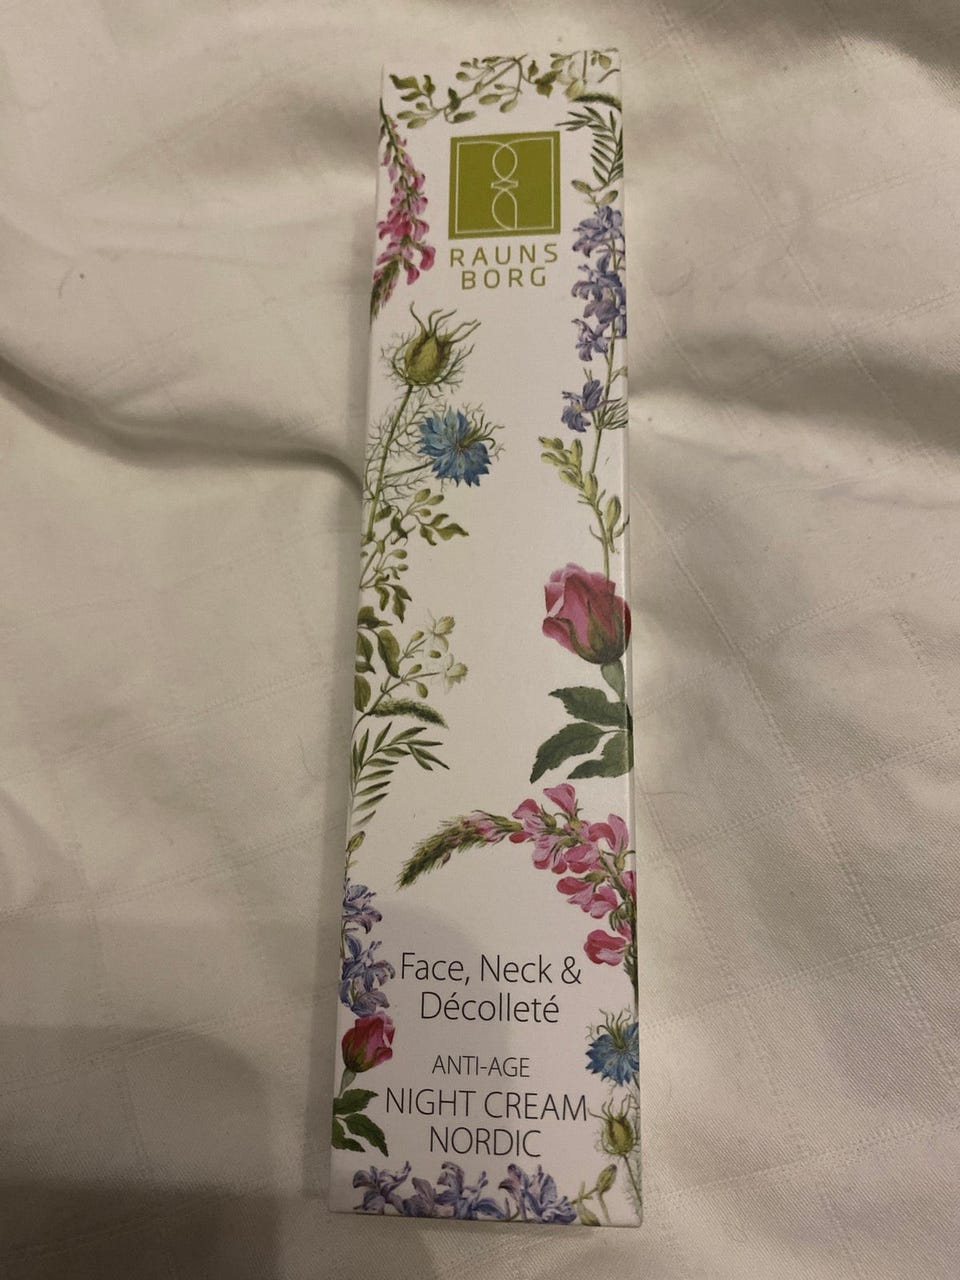 RAUNS
BORG
Face, Neck &
Décolleté
ANTI-AGE
NIGHT CREAM
NORDIC